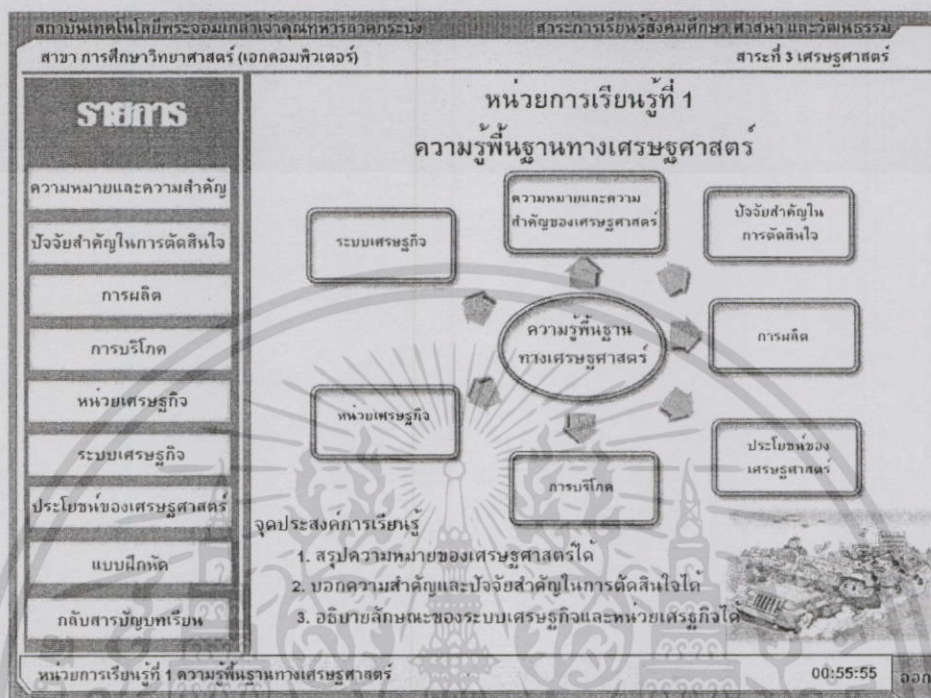 สถาบันเทคโนโลยีพระจอมเกล้าเจ้าคุณทหารลาดกระบัง
สาระการเรียนรู้สังคมศึกษา ศาสนา และวัฒนธรรม
สาขา การศึกษาวิทยาศาสตร์ (เอกคอมพิวเตอร์)
สาระที่ 3 เศรษฐศาสตร์
รายการ
ความหมายและความสำคัญ
ปัจจัยสำคัญในการตัดสินใจ
การผลิต
การบริโภค
หน่วยเศรษฐกิจ
ระบบเศรษฐกิจ
ประโยชน์ของเศรษฐศาสตร์
แบบฝึกหัด
กลับสารบัญบทเรียน
หน่วยการเรียนรู้ที่ 1
ความรู้พื้นฐานทางเศรษฐศาสตร์
ความหมายและความ
สำคัญของเศรษฐศาสตร์
ปัจจัยสำคัญใน
การตัดสินใจ
ระบบเศรษฐกิจ
ความรู้พื้นฐาน
ทางเศรษฐศาสตร์
การผลิต
หน่วยเศรษฐกิจ
ประโยชน์ของ
เศรษฐศาสตร์
การบริโภค
จุดประสงค์การเรียนรู้
1. สรุปความหมายของเศรษฐศาสตร์ได้
2. บอกความสำคัญและปัจจัยสำคัญในการตัดสินใจได้
3. อธิบายลักษณะของระบบเศรษฐกิจและหน่วยเศรฐกิจได้
หน่วยการเรียนรู้ที่ 1 ความรู้พื้นฐานทางเศรษฐศาสตร์
00:55:55
ออก